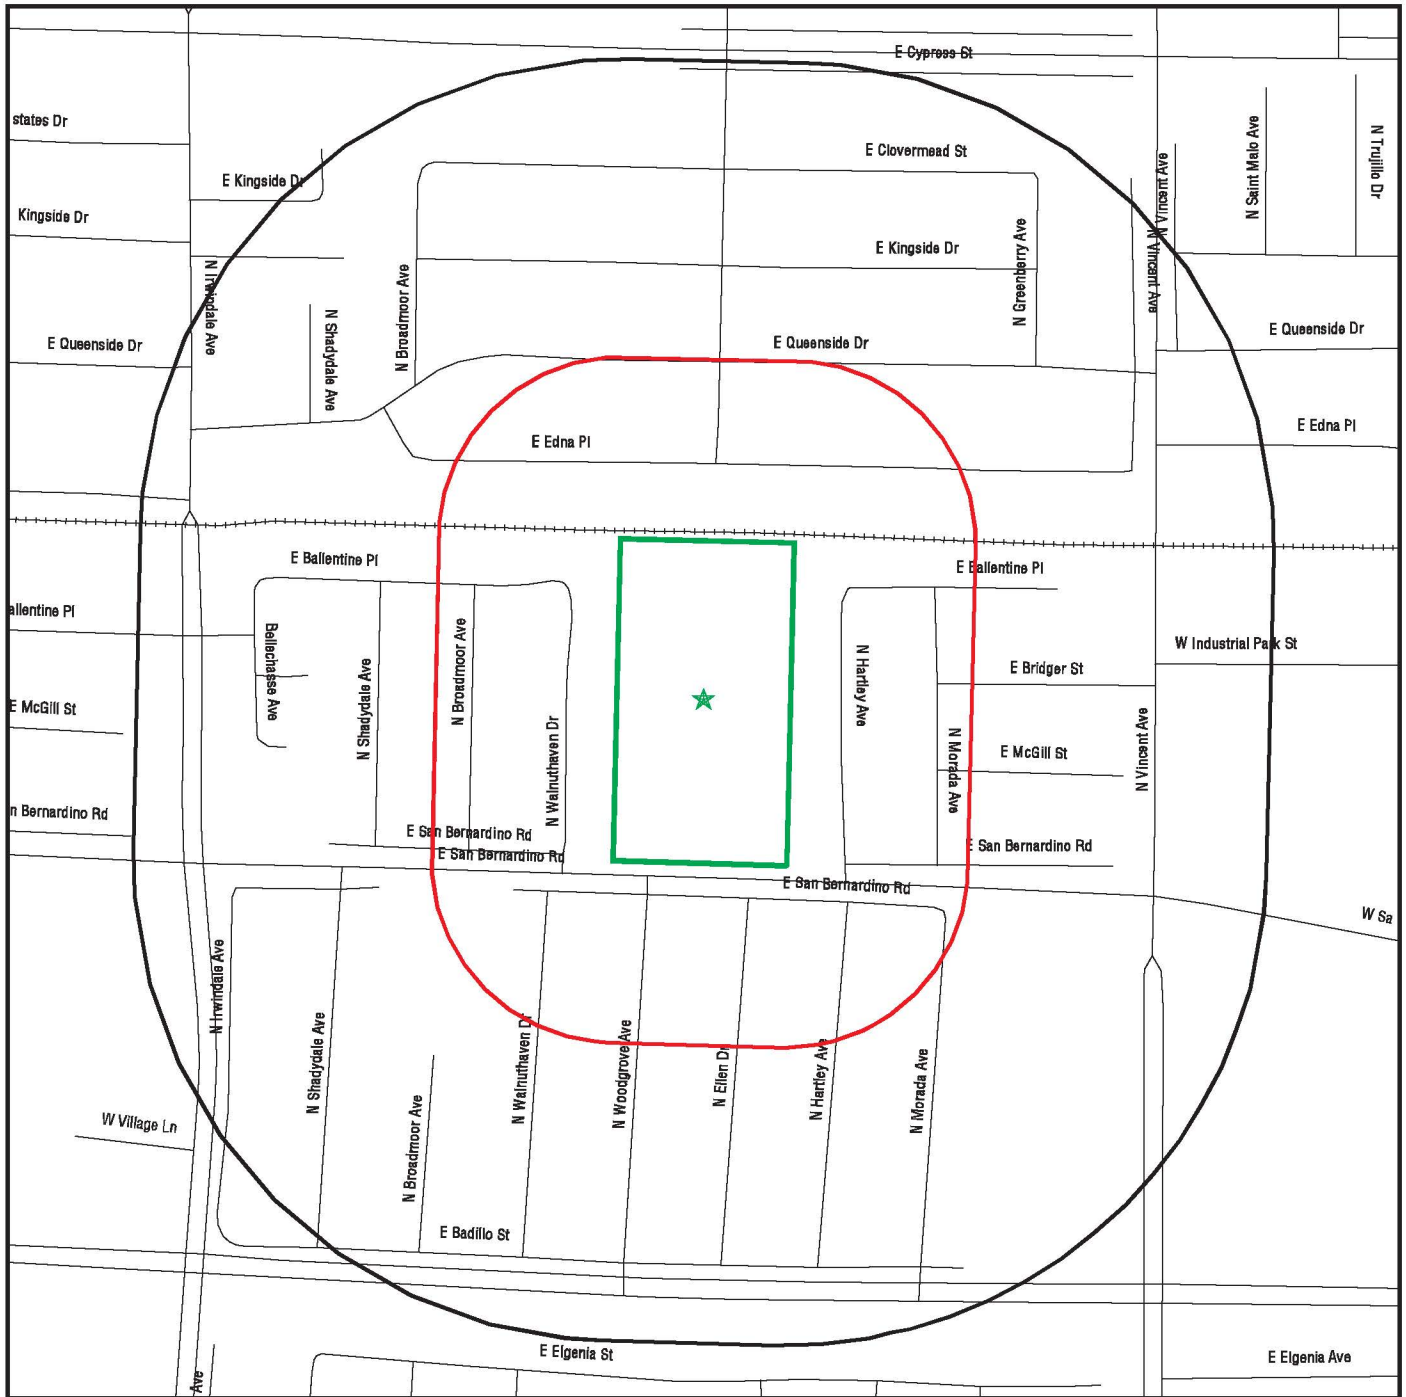 E Cypress St
states Dr
E Clovermead St
E Kingside Dr
N Saint Malo Ave
N Trujillo Dr
N Vincent Ave
Kingside Dr
E Kingside Dr
N Greenberry Ave
N Vincent Ave
N Irwindale Ave
N Broadmoor Ave
N Shadydale Ave
E Queenside Dr
E Queenside Dr
E Queenside Dr
E Edna Pl
E Edna Pl
E Ballentine Pl
E Ballentine Pl
allentine Pl
Bellechasse Ave
N Shadydale Ave
N Broadmoor Ave
N Walnuthaven Dr
N Hartley Ave
W Industrial Park St
E Bridger St
E McGill St
N Morada Ave
E McGill St
N Vincent Ave
n Bernardino Rd
E San Bernardino Rd
E San Bernardino Rd
E San Bernardino Rd
E San Bernardino Rd
W Sa
N Irwindale Ave
N Shadydale Ave
N Broadmoor Ave
N Walnuthaven Dr
N Woodgrove Ave
N Ellen Dr
N Hartley Ave
N Morada Ave
W Village Ln
E Badillo St
E Elgenia St
E Elgenia Ave
Ave